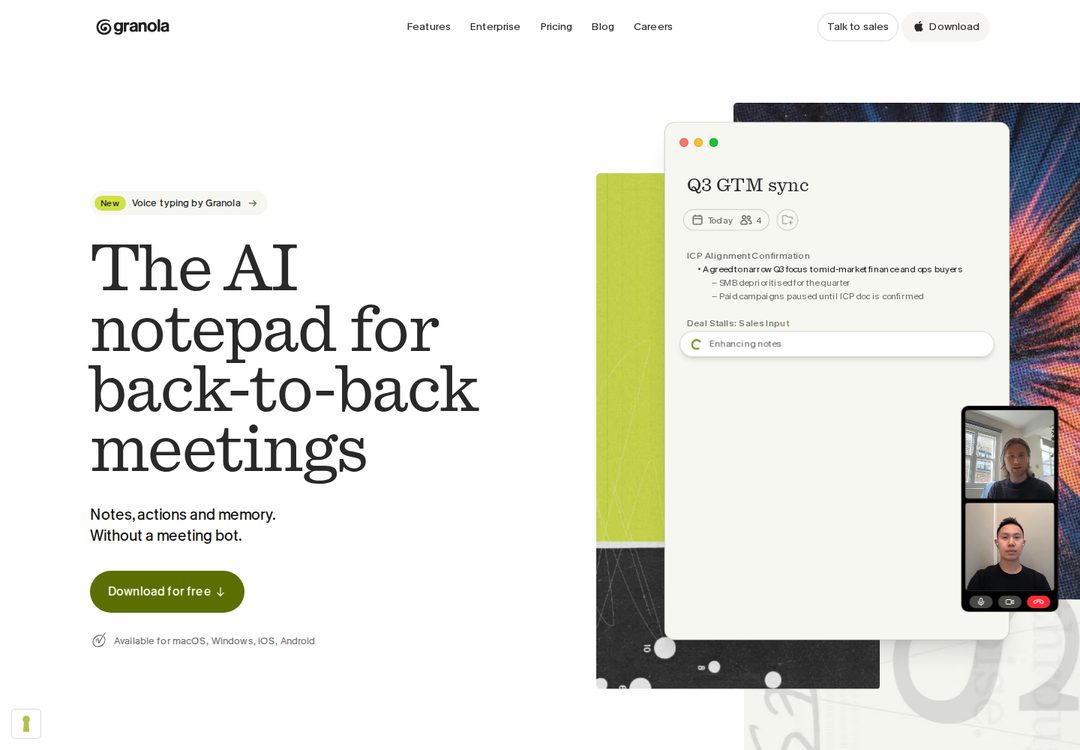 granola
Features Enterprise Pricing Blog Careers
Talk to sales Download
New Voice typing by Granola →
The AI
notepad for
back-to-back
meetings
Notes, actions and memory.
Without a meeting bot.
Download for free ↓
Available for macOS, Windows, iOS, Android
Q3 GTM sync
Today 4
ICP Alignment Confirmation
• Agreed to narrow Q3 focus to mid-market finance and ops buyers
– SMB deprioritised for the quarter
– Paid campaigns paused until ICP doc is confirmed
Deal Stalls: Sales Input
Enhancing notes
10
8